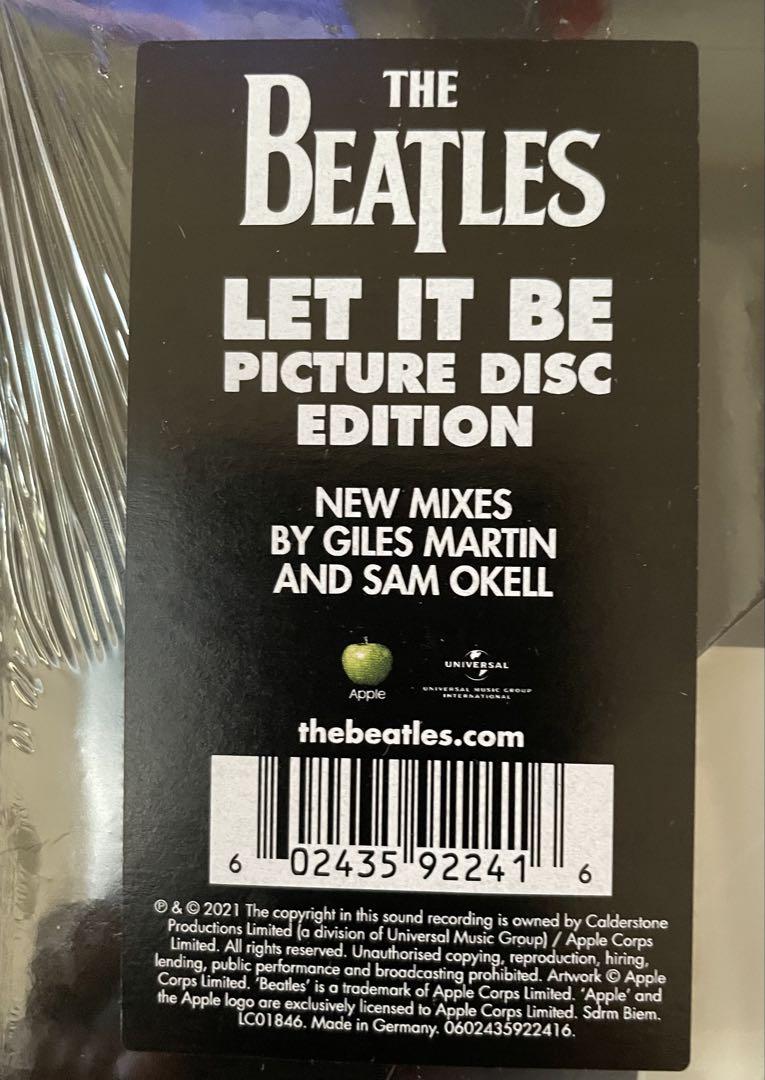 THE
BEATLES
LET IT BE
PICTURE DISC
EDITION
NEW MIXES
BY GILES MARTIN
AND SAM OKELL
Apple
UNIVERSAL
UNIVERSAL MUSIC GROUP
INTERNATIONAL
thebeatles.com
6 02435 92241 6
℗ & © 2021 The copyright in this sound recording is owned by Calderstone
Productions Limited (a division of Universal Music Group) / Apple Corps
Limited. All rights reserved. Unauthorised copying, reproduction, hiring,
lending, public performance and broadcasting prohibited. Artwork © Apple
Corps Limited. 'Beatles' is a trademark of Apple Corps Limited. 'Apple' and
the Apple logo are exclusively licensed to Apple Corps Limited. Sdrm Biem.
LC01846. Made in Germany. 0602435922416.